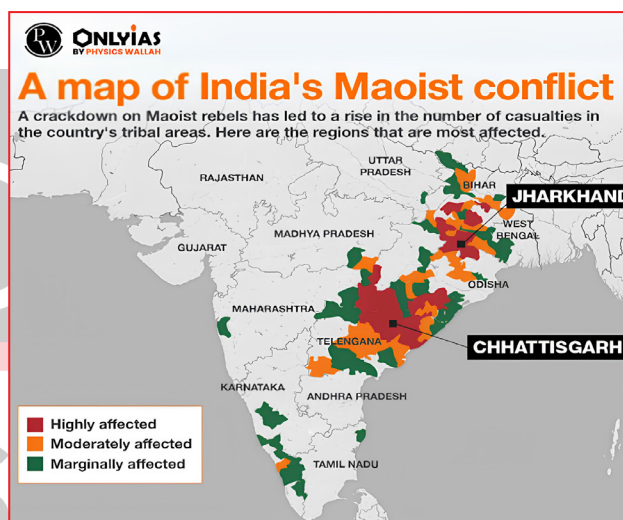 PW
ONLYIAS
BY PHYSICS WALLAH
A map of India's Maoist conflict
A crackdown on Maoist rebels has led to a rise in the number of casualties in
the country's tribal areas. Here are the regions that are most affected.
UTTAR
PRADESH
RAJASTHAN
BIHAR
JHARKHAND
WEST
BENGAL
MADHYA PRADESH
GUJARAT
ODISHA
MAHARASHTRA
TELENGANA
CHHATTISGARH
KARNATAKA
ANDHRA PRADESH
Highly affected
Moderately affected
Marginally affected
TAMIL NADU